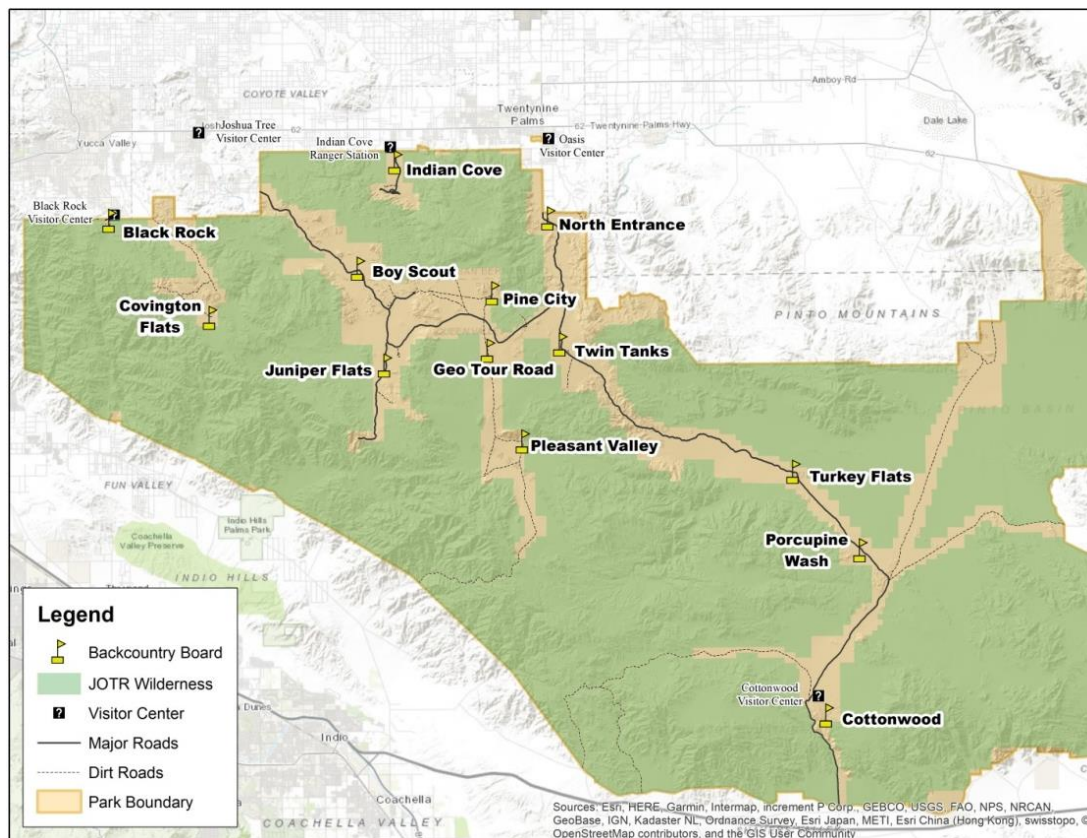 COYOTE VALLEY
Amboy Rd
Twentynine
Palms
Dale Lake
Joshua Tree
Visitor Center
62
Indian Cove
Ranger Station
62
Twentynine Palms Hwy
Oasis
Visitor Center
62
Yucca Valley
Indian Cove
Black Rock
Visitor Center
Black Rock
North Entrance
Boy Scout
Pine City
Covington
Flats
PINTO MOUNTAINS
Juniper Flats
Geo Tour Road
Twin Tanks
Pleasant Valley
Turkey Flats
FUN VALLEY
Indio Hills
Palms Park
Coachella
Valley Preserve
INDIO HILLS
Porcupine
Wash
Legend
Backcountry Board
JOTR Wilderness
Visitor Center
Major Roads
Dirt Roads
Park Boundary
Dunes
Indio
Coachella
COACHELLA VALLEY
Cottonwood
Visitor Center
Cottonwood
Sources: Esri, HERE, Garmin, Intermap, increment P Corp., GEBCO, USGS, FAO, NPS, NRCAN,
GeoBase, IGN, Kadaster NL, Ordnance Survey, Esri Japan, METI, Esri China (Hong Kong), swisstopo, ©
OpenStreetMap contributors, and the GIS User Community